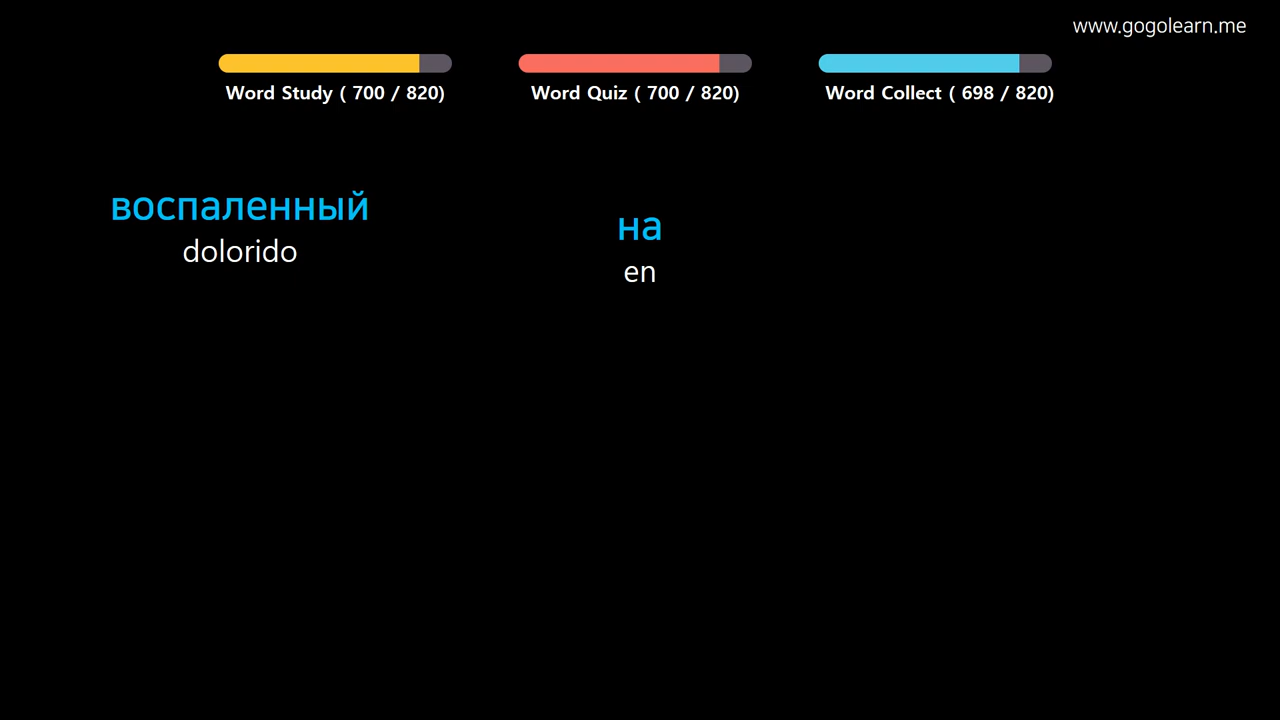 www.gogolearn.me
Word Study ( 700 / 820)
Word Quiz ( 700 / 820)
Word Collect ( 698 / 820)
воспаленный
dolorido
на
en